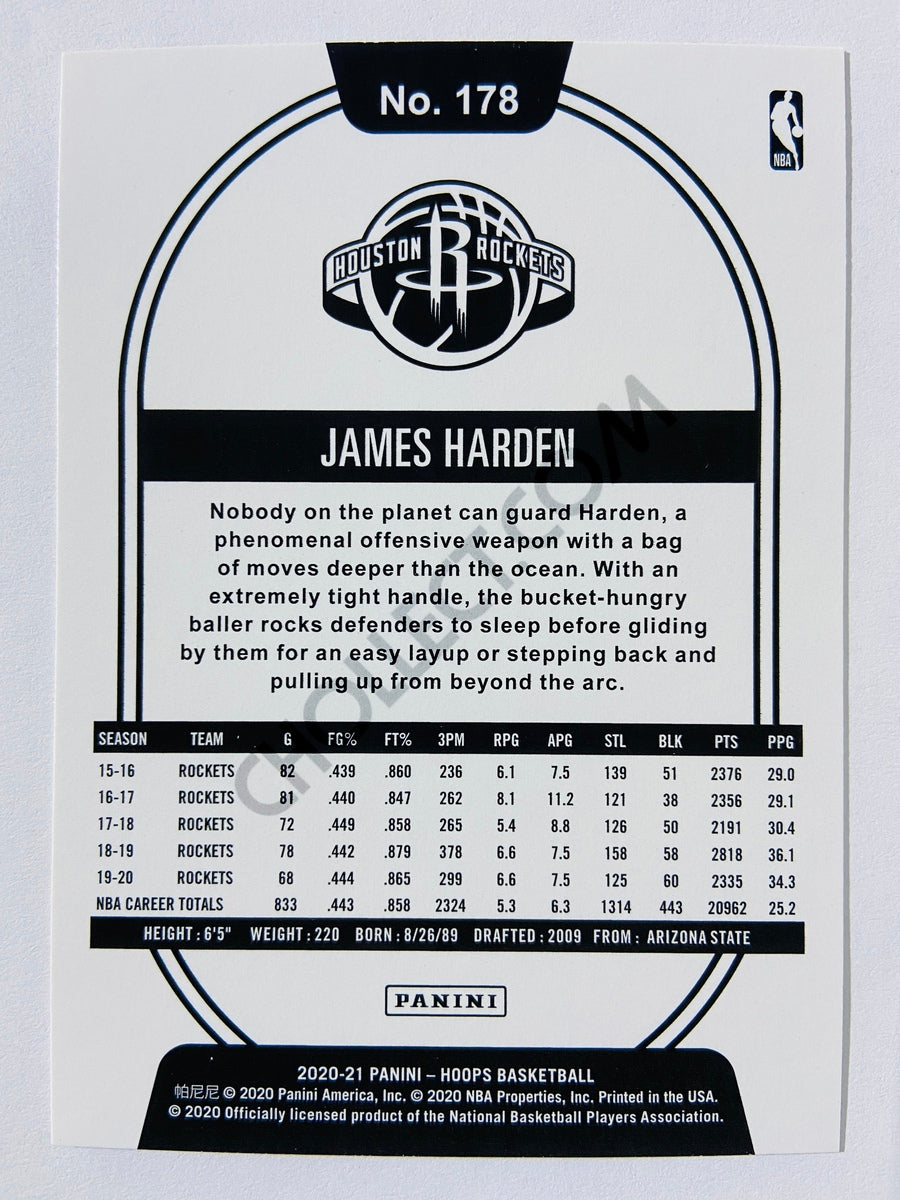 No. 178
NBA
HOUSTON ROCKETS
JAMES HARDEN
Nobody on the planet can guard Harden, a
phenomenal offensive weapon with a bag
of moves deeper than the ocean. With an
extremely tight handle, the bucket-hungry
baller rocks defenders to sleep before gliding
by them for an easy layup or stepping back and
pulling up from beyond the arc.
CHOLLECT.COM
SEASON TEAM G FG% FT% 3PM RPG APG STL BLK PTS PPG
15-16 ROCKETS 82 .439 .860 236 6.1 7.5 139 51 2376 29.0
16-17 ROCKETS 81 .440 .847 262 8.1 11.2 121 38 2356 29.1
17-18 ROCKETS 72 .449 .858 265 5.4 8.8 126 50 2191 30.4
18-19 ROCKETS 78 .442 .879 378 6.6 7.5 158 58 2818 36.1
19-20 ROCKETS 68 .444 .865 299 6.6 7.5 125 60 2335 34.3
NBA CAREER TOTALS 833 .443 .858 2324 5.3 6.3 1314 443 20962 25.2
HEIGHT : 6'5" WEIGHT : 220 BORN : 8/26/89 DRAFTED : 2009 FROM : ARIZONA STATE
PANINI
2020-21 PANINI – HOOPS BASKETBALL
帕尼尼 © 2020 Panini America, Inc. © 2020 NBA Properties, Inc. Printed in the USA.
© 2020 Officially licensed product of the National Basketball Players Association.